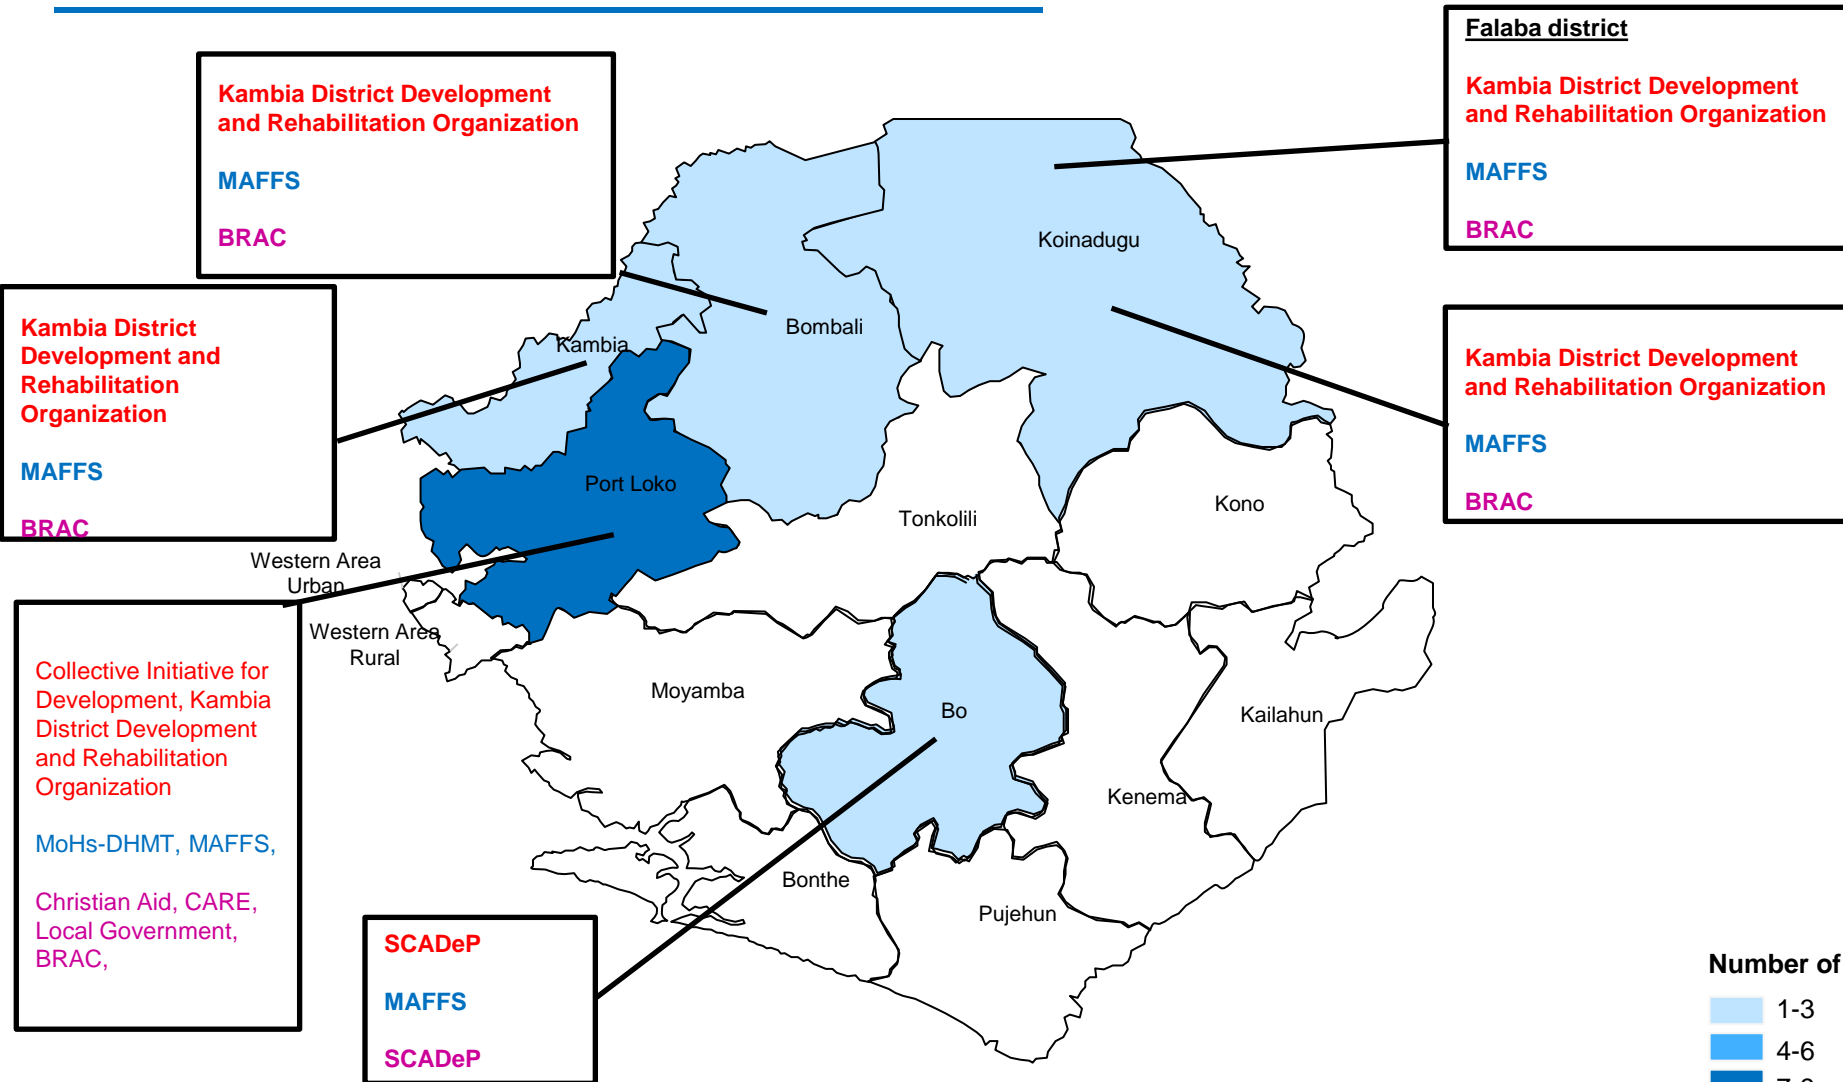 Falaba district
Kambia District Development
and Rehabilitation Organization
MAFFS
BRAC
Kambia District Development
and Rehabilitation Organization
MAFFS
BRAC
Kambia District
Development and
Rehabilitation
Organization
MAFFS
BRAC
Kambia District Development
and Rehabilitation Organization
MAFFS
BRAC
Koinadugu
Bombali
Kambia
Port Loko
Tonkolili
Kono
Western Area
Urban
Western Area
Rural
Moyamba
Bo
Kailahun
Kenema
Bonthe
Pujehun
Collective Initiative for
Development, Kambia
District Development
and Rehabilitation
Organization
MoHs-DHMT, MAFFS,
Christian Aid, CARE,
Local Government,
BRAC,
SCADeP
MAFFS
SCADeP
Number of
1-3
4-6